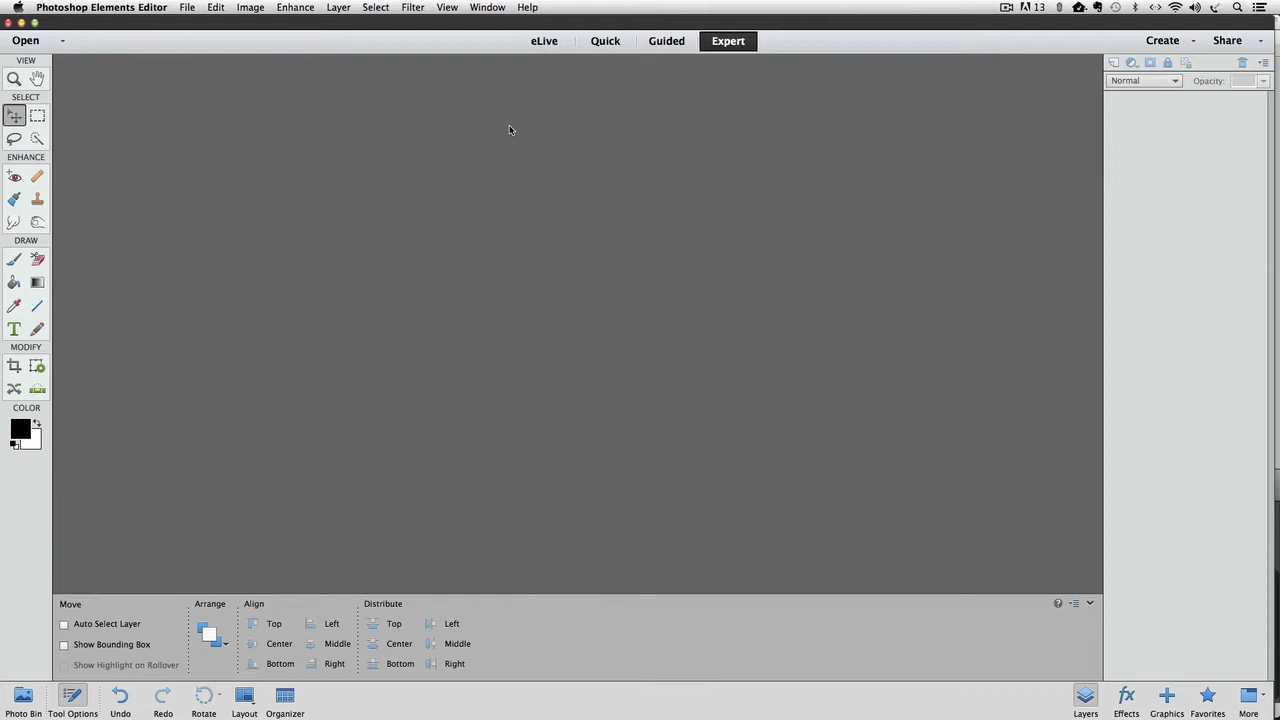 Photoshop Elements Editor File Edit Image Enhance Layer Select Filter View Window Help 13
Open eLive Quick Guided Expert Create Share
VIEW
SELECT
ENHANCE
DRAW
T
MODIFY
COLOR
Normal Opacity:
Move Arrange Align Distribute
Auto Select Layer Top Left Top Left
Show Bounding Box Center Middle Center Middle
Show Highlight on Rollover Bottom Right Bottom Right
Photo Bin Tool Options Undo Redo Rotate Layout Organizer Layers fx Effects Graphics Favorites More